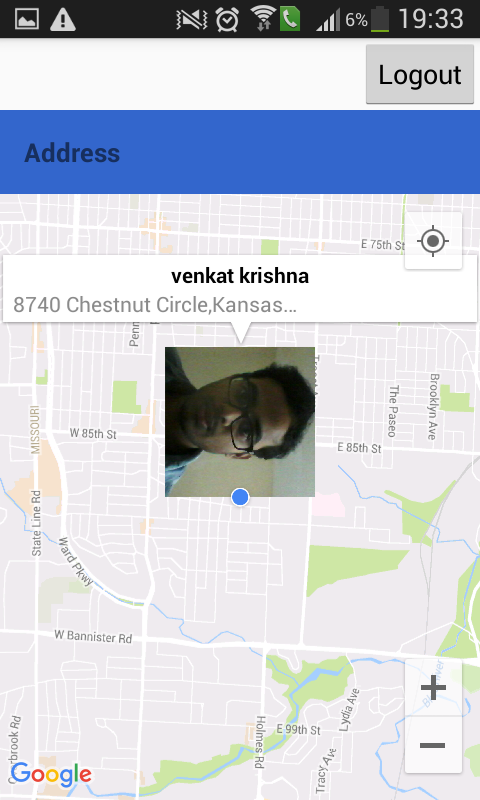 6% 19:33
Logout
Address
E 75th St
venkat krishna
8740 Chestnut Circle,Kansas...
The Paseo
Brooklyn Ave
MISSOURI
W 85th St
E 85th St
State Line Rd
Ward Pkwy
W Bannister Rd
Lydia Ave
Holmes Rd
E 99th St
Tracy Ave
Google